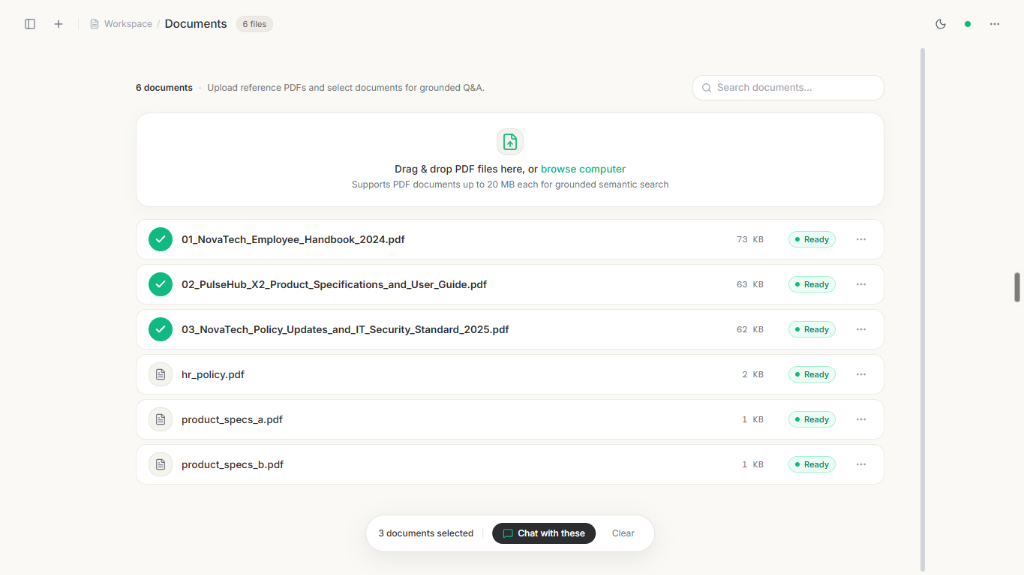 Workspace / Documents 6 files
6 documents · Upload reference PDFs and select documents for grounded Q&A.
Search documents...
Drag & drop PDF files here, or browse computer
Supports PDF documents up to 20 MB each for grounded semantic search
01_NovaTech_Employee_Handbook_2024.pdf 73 KB Ready
02_PulseHub_X2_Product_Specifications_and_User_Guide.pdf 63 KB Ready
03_NovaTech_Policy_Updates_and_IT_Security_Standard_2025.pdf 62 KB Ready
hr_policy.pdf 2 KB Ready
product_specs_a.pdf 1 KB Ready
product_specs_b.pdf 1 KB Ready
3 documents selected Chat with these Clear